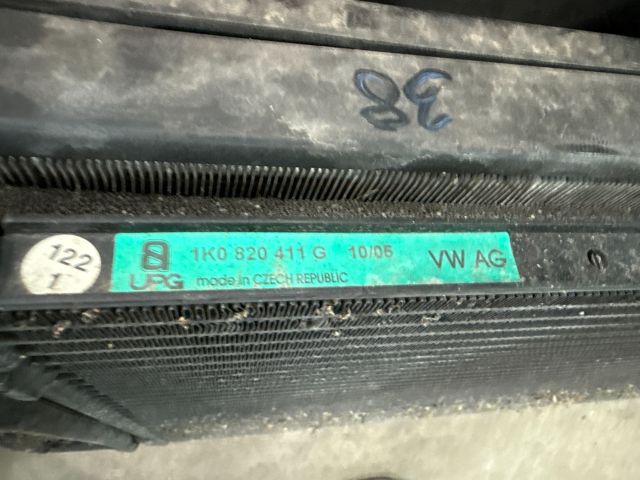 38
122
1
1K0 820 411 G 10/05 VW AG
UPG made in CZECH REPUBLIC